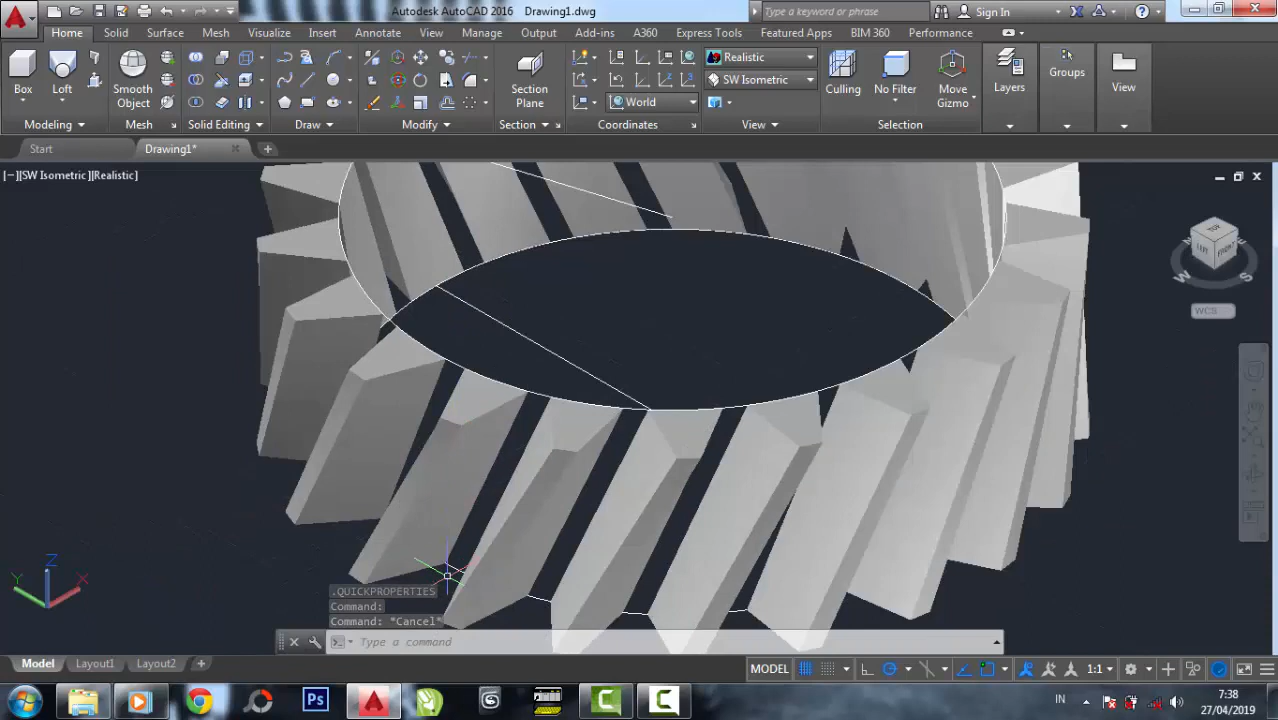 Autodesk AutoCAD 2016 Drawing1.dwg
Type a keyword or phrase
Sign In
Home Solid Surface Mesh Visualize Insert Annotate View Manage Output Add-ins A360 Express Tools Featured Apps BIM 360 Performance
Realistic
SW Isometric
World
Box
Loft
Smooth
Object
Section
Plane
Culling
No Filter
Move
Gizmo
Layers
Groups
View
Modeling
Mesh
Solid Editing
Draw
Modify
Section
Coordinates
View
Selection
Start
Drawing1*
[−][SW Isometric][Realistic]
TOP
LEFT
FRONT
W
S
WCS
Z
Y
X
.QUICKPROPERTIES
Command:
Command: *Cancel*
Type a command
Model Layout1 Layout2
MODEL
1:1
Ps
IN
7:38
27/04/2019